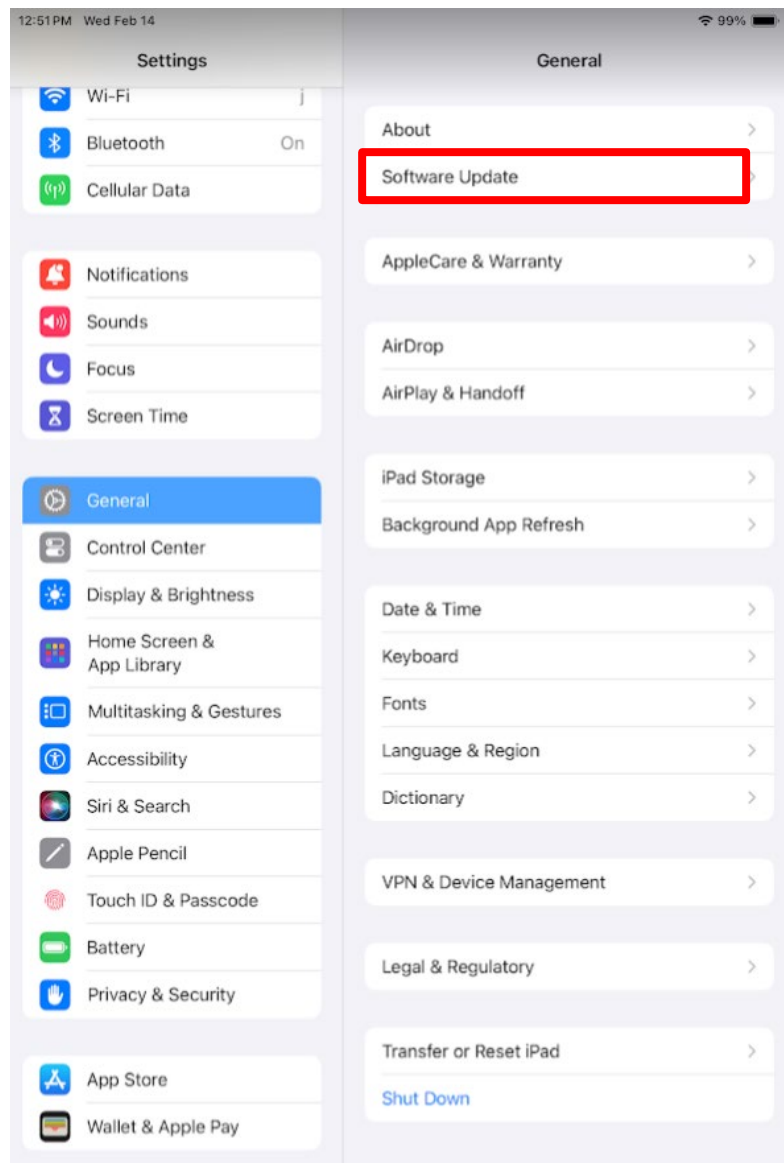 12:51 PM Wed Feb 14
99%
Settings
Wi-Fi
j
Bluetooth
On
Cellular Data
Notifications
Sounds
Focus
Screen Time
General
Control Center
Display & Brightness
Home Screen &
App Library
Multitasking & Gestures
Accessibility
Siri & Search
Apple Pencil
Touch ID & Passcode
Battery
Privacy & Security
App Store
Wallet & Apple Pay
General
About
Software Update
AppleCare & Warranty
AirDrop
AirPlay & Handoff
iPad Storage
Background App Refresh
Date & Time
Keyboard
Fonts
Language & Region
Dictionary
VPN & Device Management
Legal & Regulatory
Transfer or Reset iPad
Shut Down